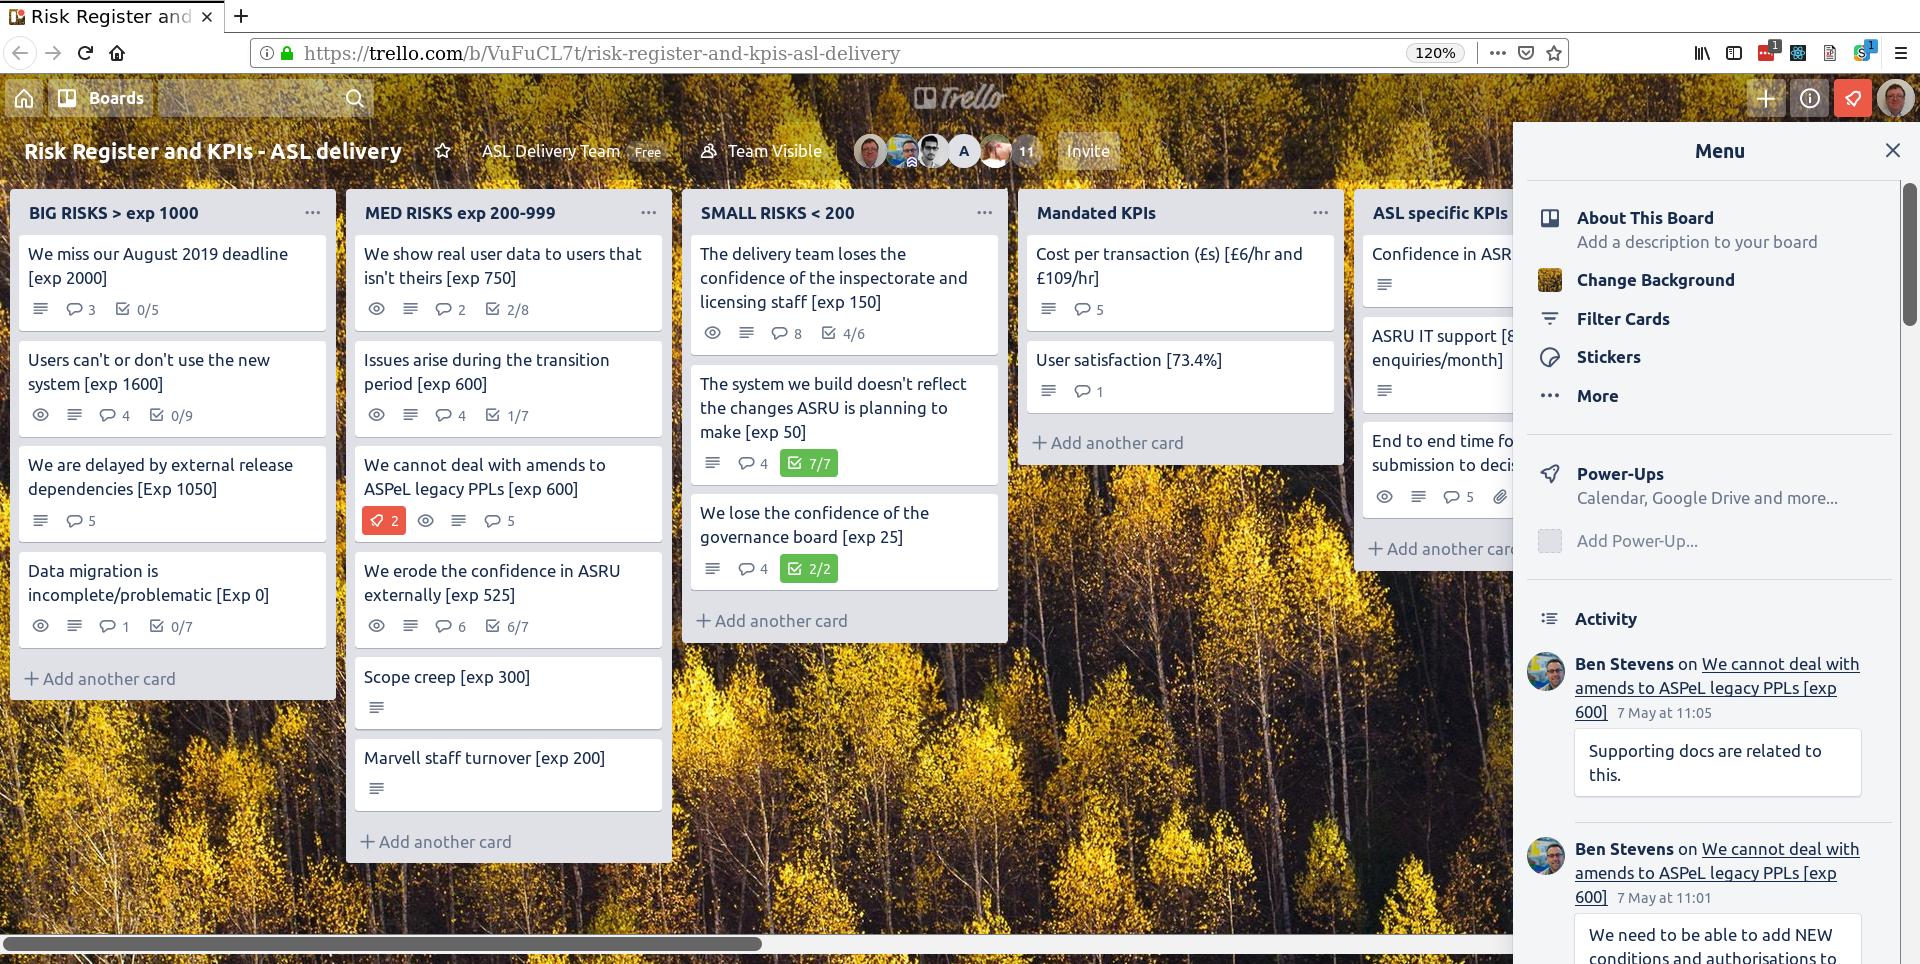 Risk Register and
https://trello.com/b/VuFuCL7t/risk-register-and-kpis-asl-delivery
120%
1
1
Boards
Trello
Risk Register and KPIs - ASL delivery
ASL Delivery Team
Free
Team Visible
A
11
Invite
BIG RISKS > exp 1000
We miss our August 2019 deadline
[exp 2000]
3 0/5
Users can't or don't use the new
system [exp 1600]
4 0/9
We are delayed by external release
dependencies [Exp 1050]
5
Data migration is
incomplete/problematic [Exp 0]
1 0/7
+ Add another card
MED RISKS exp 200-999
We show real user data to users that
isn't theirs [exp 750]
2 2/8
Issues arise during the transition
period [exp 600]
4 1/7
We cannot deal with amends to
ASPeL legacy PPLs [exp 600]
2 5
We erode the confidence in ASRU
externally [exp 525]
6 6/7
Scope creep [exp 300]
Marvell staff turnover [exp 200]
+ Add another card
SMALL RISKS < 200
The delivery team loses the
confidence of the inspectorate and
licensing staff [exp 150]
8 4/6
The system we build doesn't reflect
the changes ASRU is planning to
make [exp 50]
4 7/7
We lose the confidence of the
governance board [exp 25]
4 2/2
+ Add another card
Mandated KPIs
Cost per transaction (£s) [£6/hr and
£109/hr]
5
User satisfaction [73.4%]
1
+ Add another card
ASL specific KPIs
Confidence in ASR
ASRU IT support [8
enquiries/month]
End to end time fo
submission to decis
5
+ Add another card
Menu
About This Board
Add a description to your board
Change Background
Filter Cards
Stickers
More
Power-Ups
Calendar, Google Drive and more...
Add Power-Up...
Activity
Ben Stevens on We cannot deal with
amends to ASPeL legacy PPLs [exp
600] 7 May at 11:05
Supporting docs are related to
this.
Ben Stevens on We cannot deal with
amends to ASPeL legacy PPLs [exp
600] 7 May at 11:01
We need to be able to add NEW
conditions and authorisations to